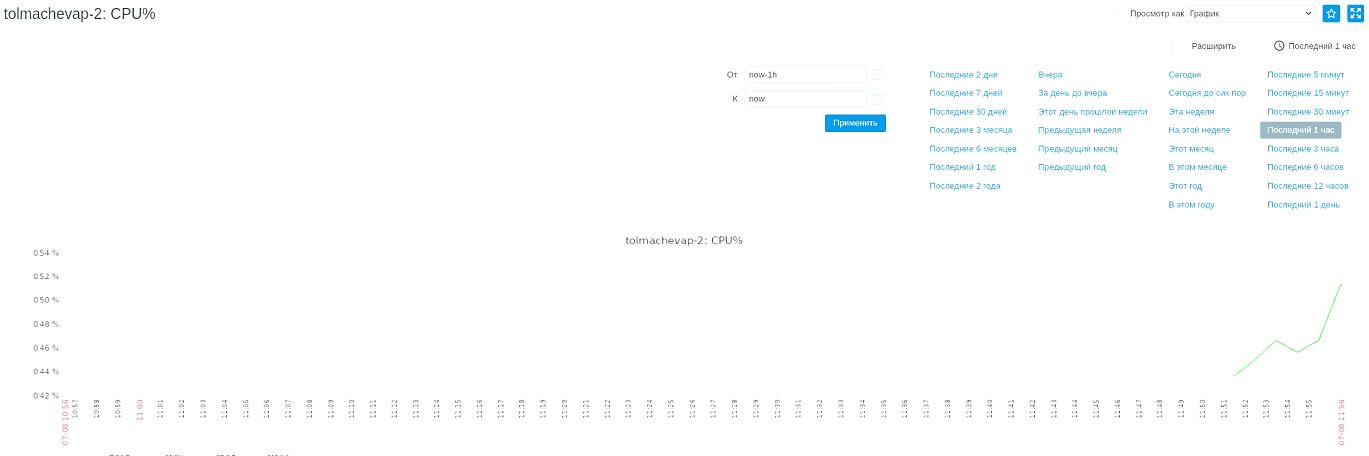 tolmachevap-2: CPU%
Просмотр как График
Расширить
Последний 1 час
От now-1h
К now
Применить
Последние 2 дня Вчера Сегодня Последние 5 минут
Последние 7 дней За день до вчера Сегодня до сих пор Последние 15 минут
Последние 30 дней Этот день прошлой недели Эта неделя Последние 30 минут
Последние 3 месяца Предыдущая неделя На этой неделе Последний 1 час
Последние 6 месяцев Предыдущий месяц Этот месяц Последние 3 часа
Последний 1 год Предыдущий год В этом месяце Последние 6 часов
Последние 2 года Этот год Последние 12 часов
В этом году Последний 1 день
tolmachevap-2: CPU%
0.54 %
0.52 %
0.50 %
0.48 %
0.46 %
0.44 %
0.42 %
07-08 10:56 10:57 10:58 10:59 11:00 11:01 11:02 11:03 11:04 11:05 11:06 11:07 11:08 11:09 11:10 11:11 11:12 11:13 11:14 11:15 11:16 11:17 11:18 11:19 11:20 11:21 11:22 11:23 11:24 11:25 11:26 11:27 11:28 11:29 11:30 11:31 11:32 11:33 11:34 11:35 11:36 11:37 11:38 11:39 11:40 11:41 11:42 11:43 11:44 11:45 11:46 11:47 11:48 11:49 11:50 11:51 11:52 11:53 11:54 11:55 07-08 11:56